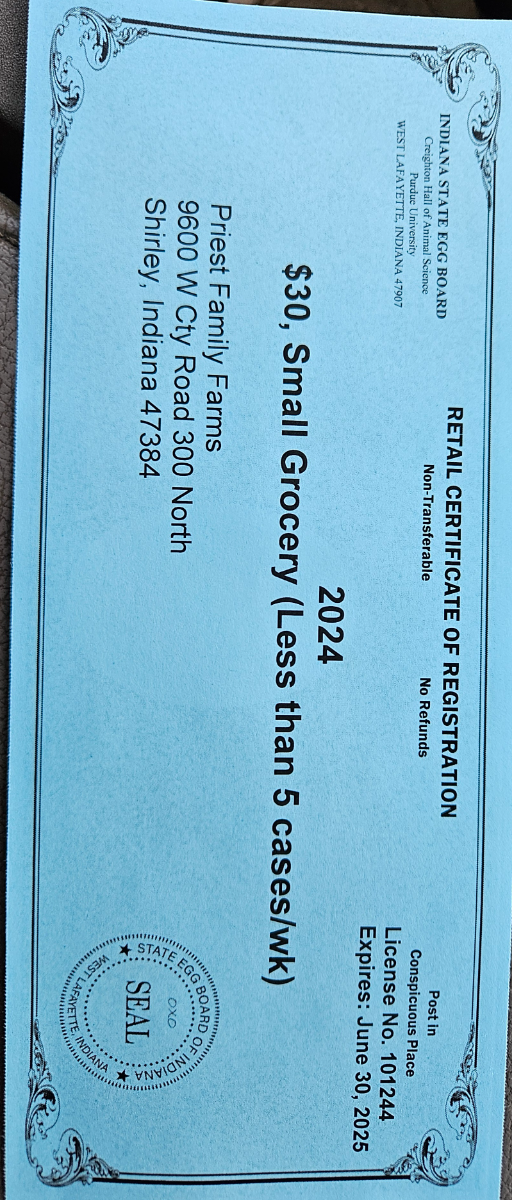 INDIANA STATE EGG BOARD
Creighton Hall of Animal Science
Purdue University
WEST LAFAYETTE, INDIANA 47907
RETAIL CERTIFICATE OF REGISTRATION
Non-Transferable No Refunds
Post in
Conspicuous Place
License No. 101244
Expires: June 30, 2025
2024
$30, Small Grocery (Less than 5 cases/wk)
Priest Family Farms
9600 W Cty Road 300 North
Shirley, Indiana 47384
STATE EGG BOARD OF INDIANA
OXO
SEAL
WEST LAFAYETTE, INDIANA